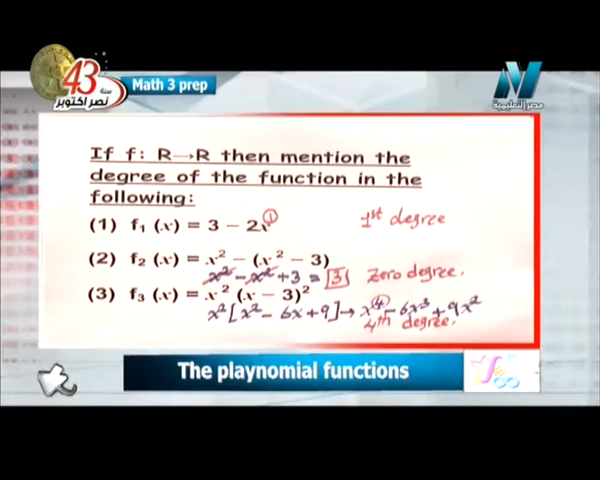 43
سنة
نصر اكتوبر
Math 3 prep
مصر التعليمية
If f: R→R then mention the
degree of the function in the
following:
(1) f₁ (x) = 3 – 2x① 1st degree
(2) f₂ (x) = x² – (x² – 3)
x² - x² + 3 = 3 Zero degree.
(3) f₃ (x) = x² (x – 3)²
x² [x² - 6x + 9] → x⁴ - 6x³ + 9x²
4th degree.
The playnomial functions